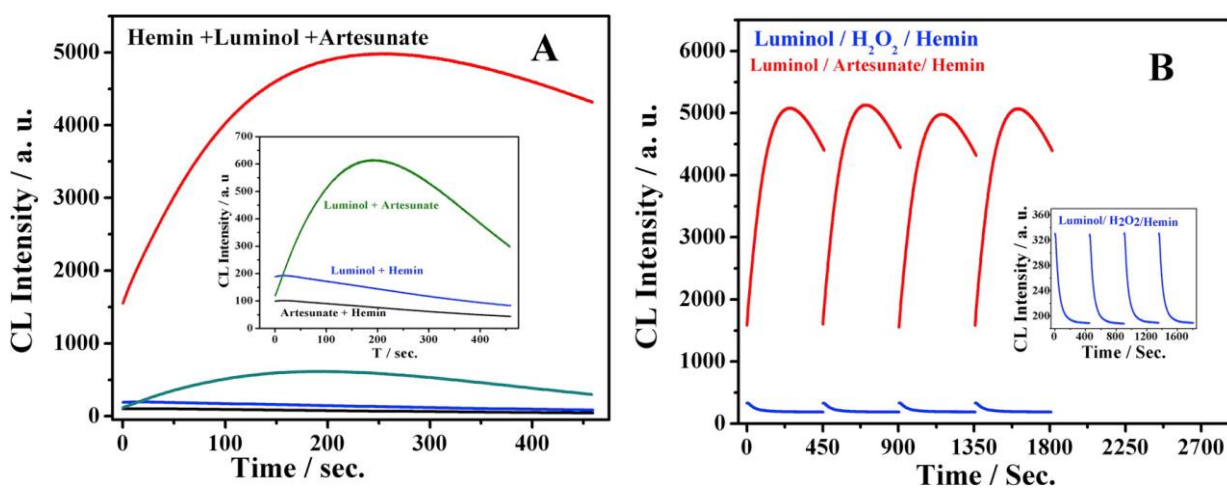 Hemin +Luminol +Artesunate
A
CL Intensity / a. u.
5000
4000
3000
2000
1000
0
0 100 200 300 400
Time / sec.
CL Intensity / a. u
700
600
500
400
300
200
100
0
Luminol + Artesunate
Luminol + Hemin
Artesunate + Hemin
0 100 200 300 400
T / sec.
Luminol / H2O2 / Hemin
Luminol / Artesunate/ Hemin
B
CL Intensity / a. u.
6000
5000
4000
3000
2000
1000
0
0 450 900 1350 1800 2250 2700
Time / Sec.
CL Intensity / a. u.
360
320
280
240
200
Luminol/ H2O2/Hemin
0 400 800 1200 1600
Time / Sec.